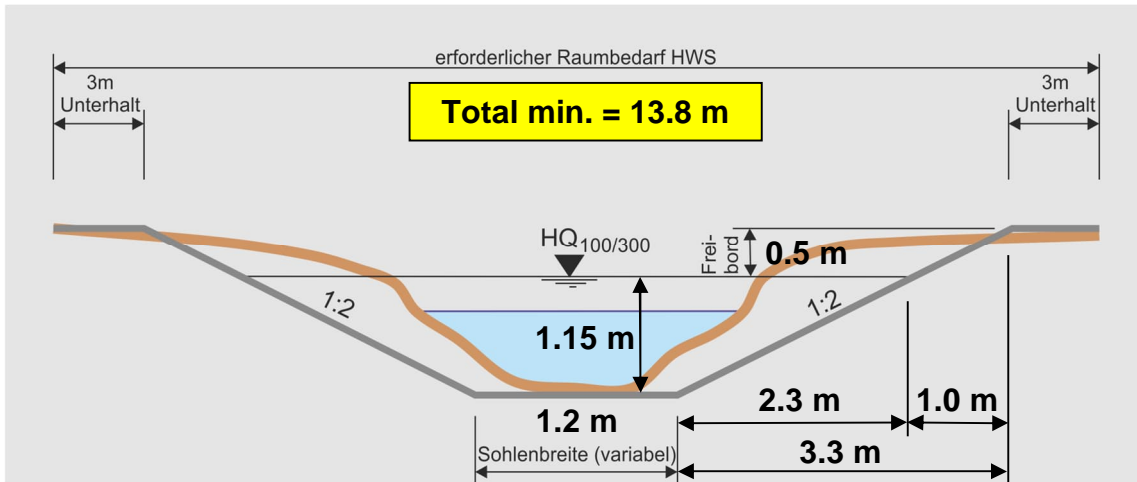 erforderlicher Raumbedarf HWS
3m
Unterhalt
Total min. = 13.8 m
3m
Unterhalt
HQ100/300
Frei-
bord
0.5 m
1:2
1:2
1.15 m
1.2 m
2.3 m
1.0 m
Sohlenbreite (variabel)
3.3 m